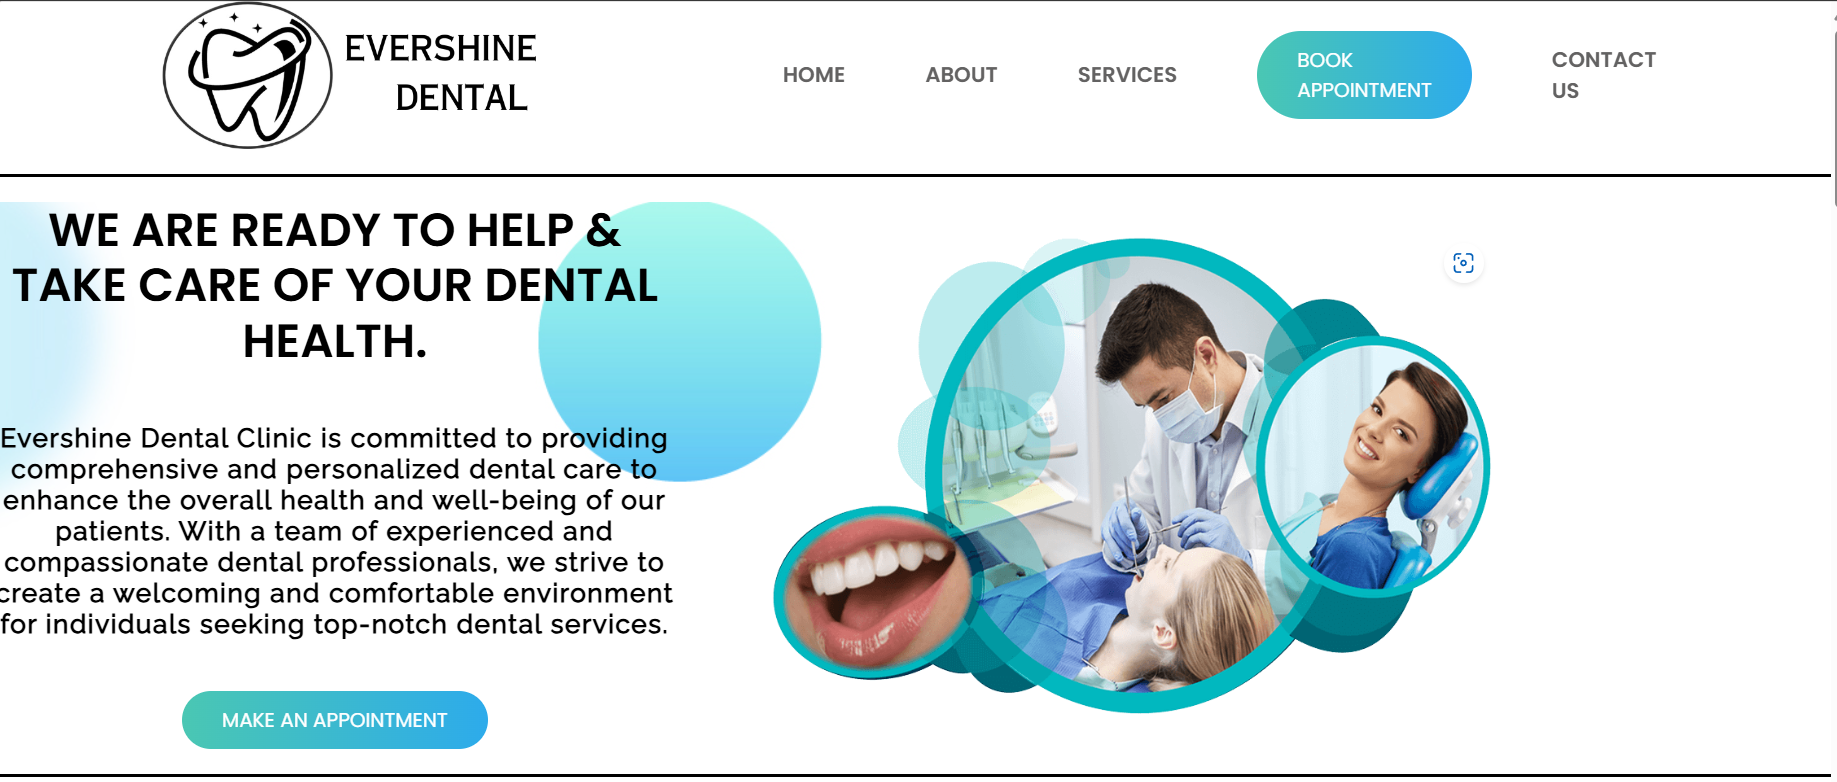 EVERSHINE
DENTAL
HOME
ABOUT
SERVICES
BOOK
APPOINTMENT
CONTACT
US
WE ARE READY TO HELP &
TAKE CARE OF YOUR DENTAL
HEALTH.
Evershine Dental Clinic is committed to providing
comprehensive and personalized dental care to
enhance the overall health and well-being of our
patients. With a team of experienced and
compassionate dental professionals, we strive to
create a welcoming and comfortable environment
for individuals seeking top-notch dental services.
MAKE AN APPOINTMENT